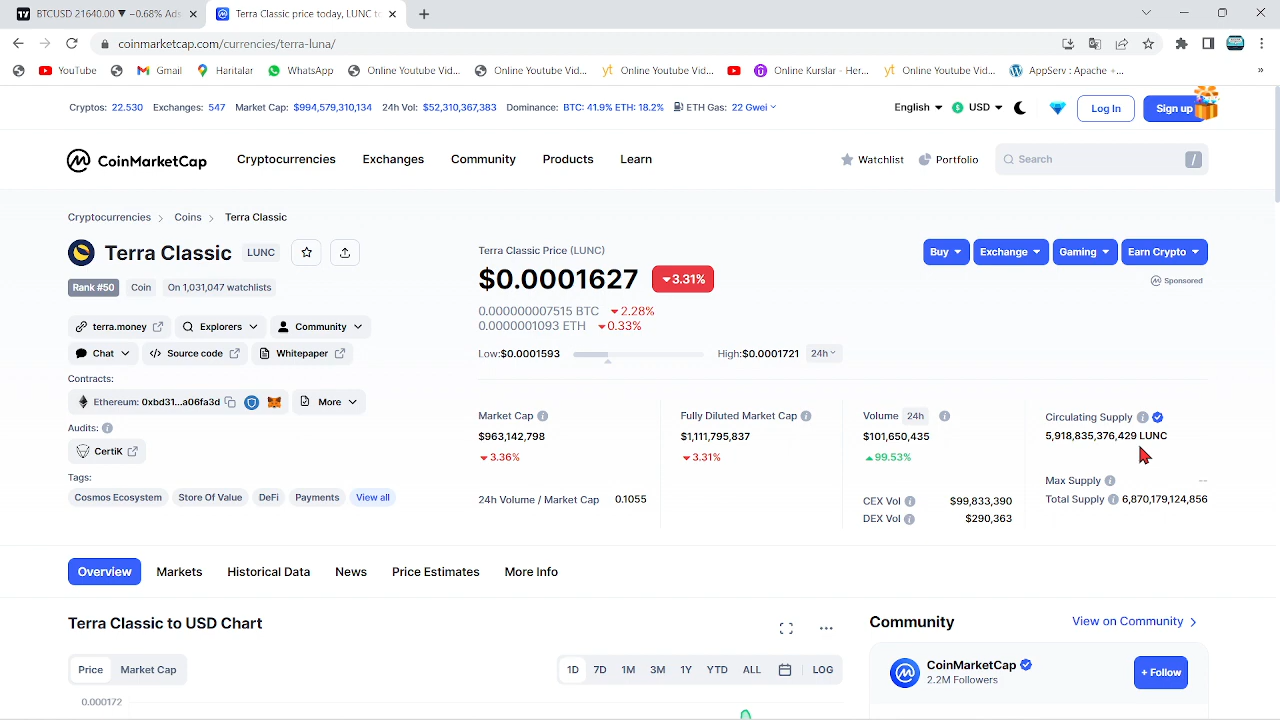 BTCUSD 21640.00 ▼ −0.68%
Terra Classic price today, LUNC to
coinmarketcap.com/currencies/terra-luna/
YouTube Gmail Haritalar WhatsApp Online Youtube Vid... Online Youtube Vid... Online Youtube Vid... Online Kurslar - Her... Online Youtube Vid... AppServ : Apache +... »
Cryptos: 22.530 Exchanges: 547 Market Cap: $994,579,310,134 24h Vol: $52,310,367,383 Dominance: BTC: 41.9% ETH: 18.2% ETH Gas: 22 Gwei
English USD Log In Sign up
CoinMarketCap Cryptocurrencies Exchanges Community Products Learn
Watchlist Portfolio Search /
Cryptocurrencies > Coins > Terra Classic
Terra Classic LUNC
Rank #50 Coin On 1,031,047 watchlists
terra.money Explorers Community
Chat Source code Whitepaper
Contracts:
Ethereum: 0xbd31...a06fa3d More
Audits:
CertiK
Tags:
Cosmos Ecosystem Store Of Value DeFi Payments View all
Terra Classic Price (LUNC)
$0.0001627 ▼3.31%
0.000000007515 BTC ▼2.28%
0.0000001093 ETH ▼0.33%
Low:$0.0001593 High:$0.0001721 24h
Buy Exchange Gaming Earn Crypto
Sponsored
Market Cap
$963,142,798
▼3.36%
24h Volume / Market Cap 0.1055
Fully Diluted Market Cap
$1,111,795,837
▼3.31%
Volume 24h
$101,650,435
▲99.53%
CEX Vol $99,833,390
DEX Vol $290,363
Circulating Supply
5,918,835,376,429 LUNC
Max Supply --
Total Supply 6,870,179,124,856
Overview Markets Historical Data News Price Estimates More Info
Terra Classic to USD Chart
Price Market Cap
1D 7D 1M 3M 1Y YTD ALL LOG
0.000172
Community View on Community >
CoinMarketCap
2.2M Followers
+ Follow